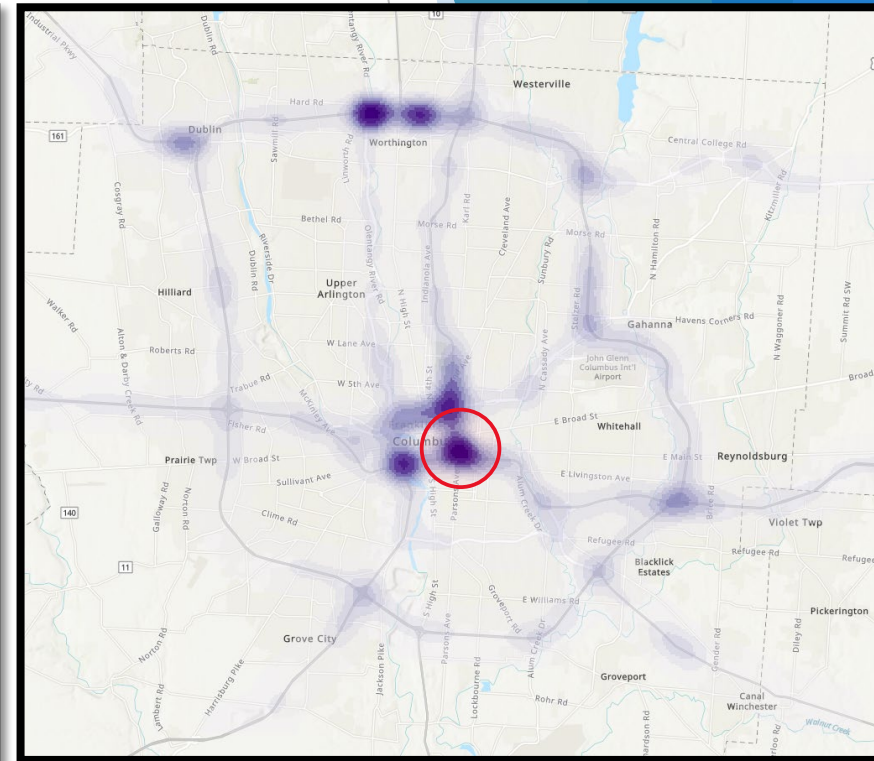 10
Industrial Pkwy
Dublin Rd
Olentangy River Rd
Westerville
Hard Rd
161
Dublin
Sawmill Rd
Linworth Rd
Worthington
Central College Rd
Cosgray Rd
Kitzmiller Rd
Karl Rd
Cleveland Ave
Bethel Rd
Morse Rd
Morse Rd
N Hamilton Rd
Riverside Dr
Dublin Rd
Olentangy River Rd
Sunbury Rd
Hilliard
Upper
Arlington
N High St
Indianola Ave
Stelzer Rd
N Waggoner Rd
Summit Rd SW
Walker Rd
Gahanna
Havens Corners Rd
Alton & Darby Creek Rd
Roberts Rd
W Lane Ave
N Cassady Ave
John Glenn
Columbus Int'l
Airport
Trabue Rd
W 5th Ave
N 4th St
Ave
Broad
McKinley Ave
E Broad St
Fisher Rd
Whitehall
Prairie Twp
W Broad St
E Main St
Reynoldsburg
Sullivant Ave
E Livingston Ave
Galloway Rd
Norton Rd
S High St
Parsons Ave
Alum Creek Dr
Brice Rd
140
Clime Rd
Violet Twp
Refugee Rd
Refugee Rd
Refugee
11
Blacklick
Estates
S High St
Groveport Rd
E Williams Rd
Pickerington
Norton Rd
Grove City
Parsons Ave
Alum Creek Dr
Gender Rd
Diley Rd
Harrisburg Pike
Jackson Pike
Lockbourne Rd
Groveport
Lambert Rd
Rohr Rd
Canal
Winchester
Walnut Creek